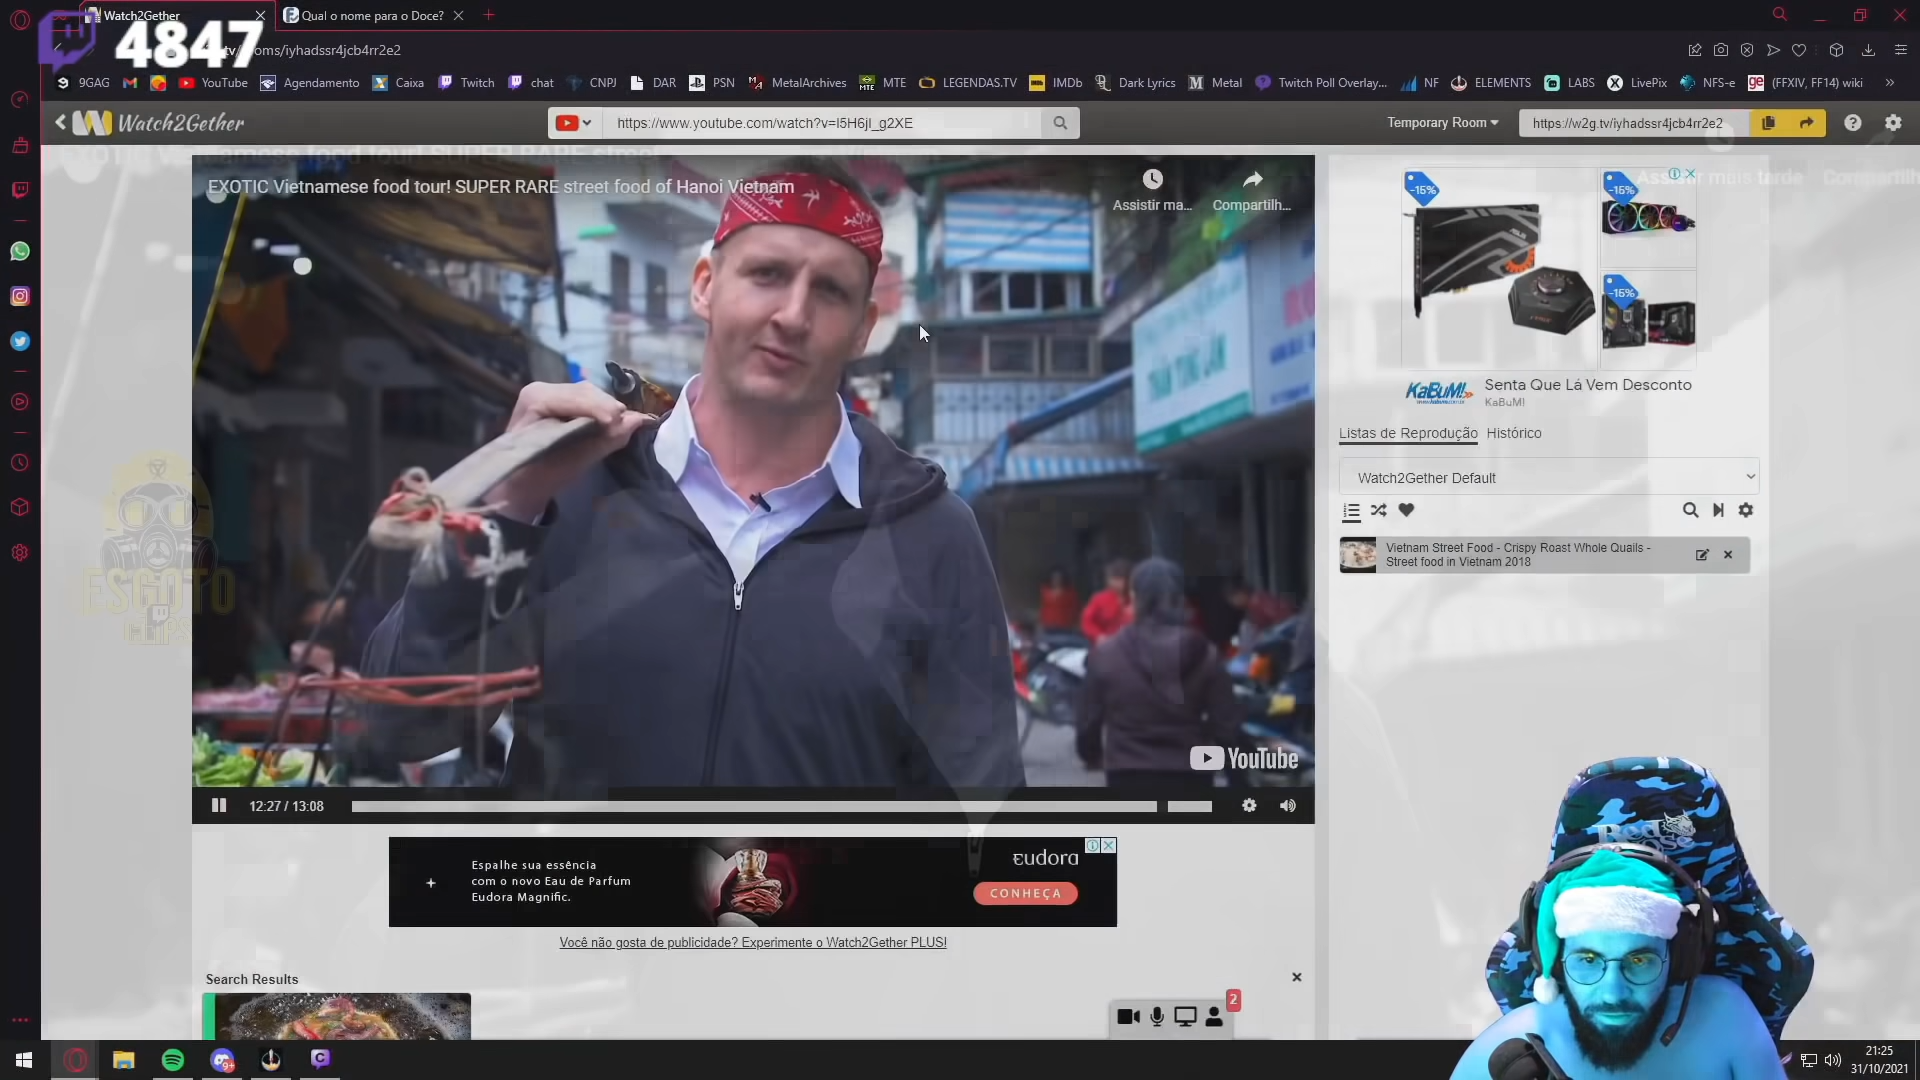 Watch2Gether
Qual o nome para o Doce?
4847
tv/rooms/iyhadssr4jcb4rr2e2
9GAG
YouTube
Agendamento
Caixa
Twitch
chat
CNPJ
DAR
PSN
MetalArchives
MTE
LEGENDAS.TV
IMDb
Dark Lyrics
Metal
Twitch Poll Overlay...
NF
ELEMENTS
LABS
LivePix
NFS-e
(FFXIV, FF14) wiki
Watch2Gether
https://www.youtube.com/watch?v=I5H6jI_g2XE
Temporary Room
https://w2g.tv/iyhadssr4jcb4rr2e2
EXOTIC Vietnamese food tour! SUPER RARE street food of Hanoi Vietnam
Assistir ma...
Compartilh...
-15%
-15%
-15%
KaBuM!
Senta Que Lá Vem Desconto
KaBuM!
Listas de Reprodução
Histórico
Watch2Gether Default
Vietnam Street Food - Crispy Roast Whole Quails -
Street food in Vietnam 2018
ESGOTO
CLIPS
YouTube
12:27 / 13:08
Espalhe sua essência
com o novo Eau de Parfum
Eudora Magnific.
eudora
CONHEÇA
Você não gosta de publicidade? Experimente o Watch2Gether PLUS!
Search Results
2
9+
21:25
31/10/2021